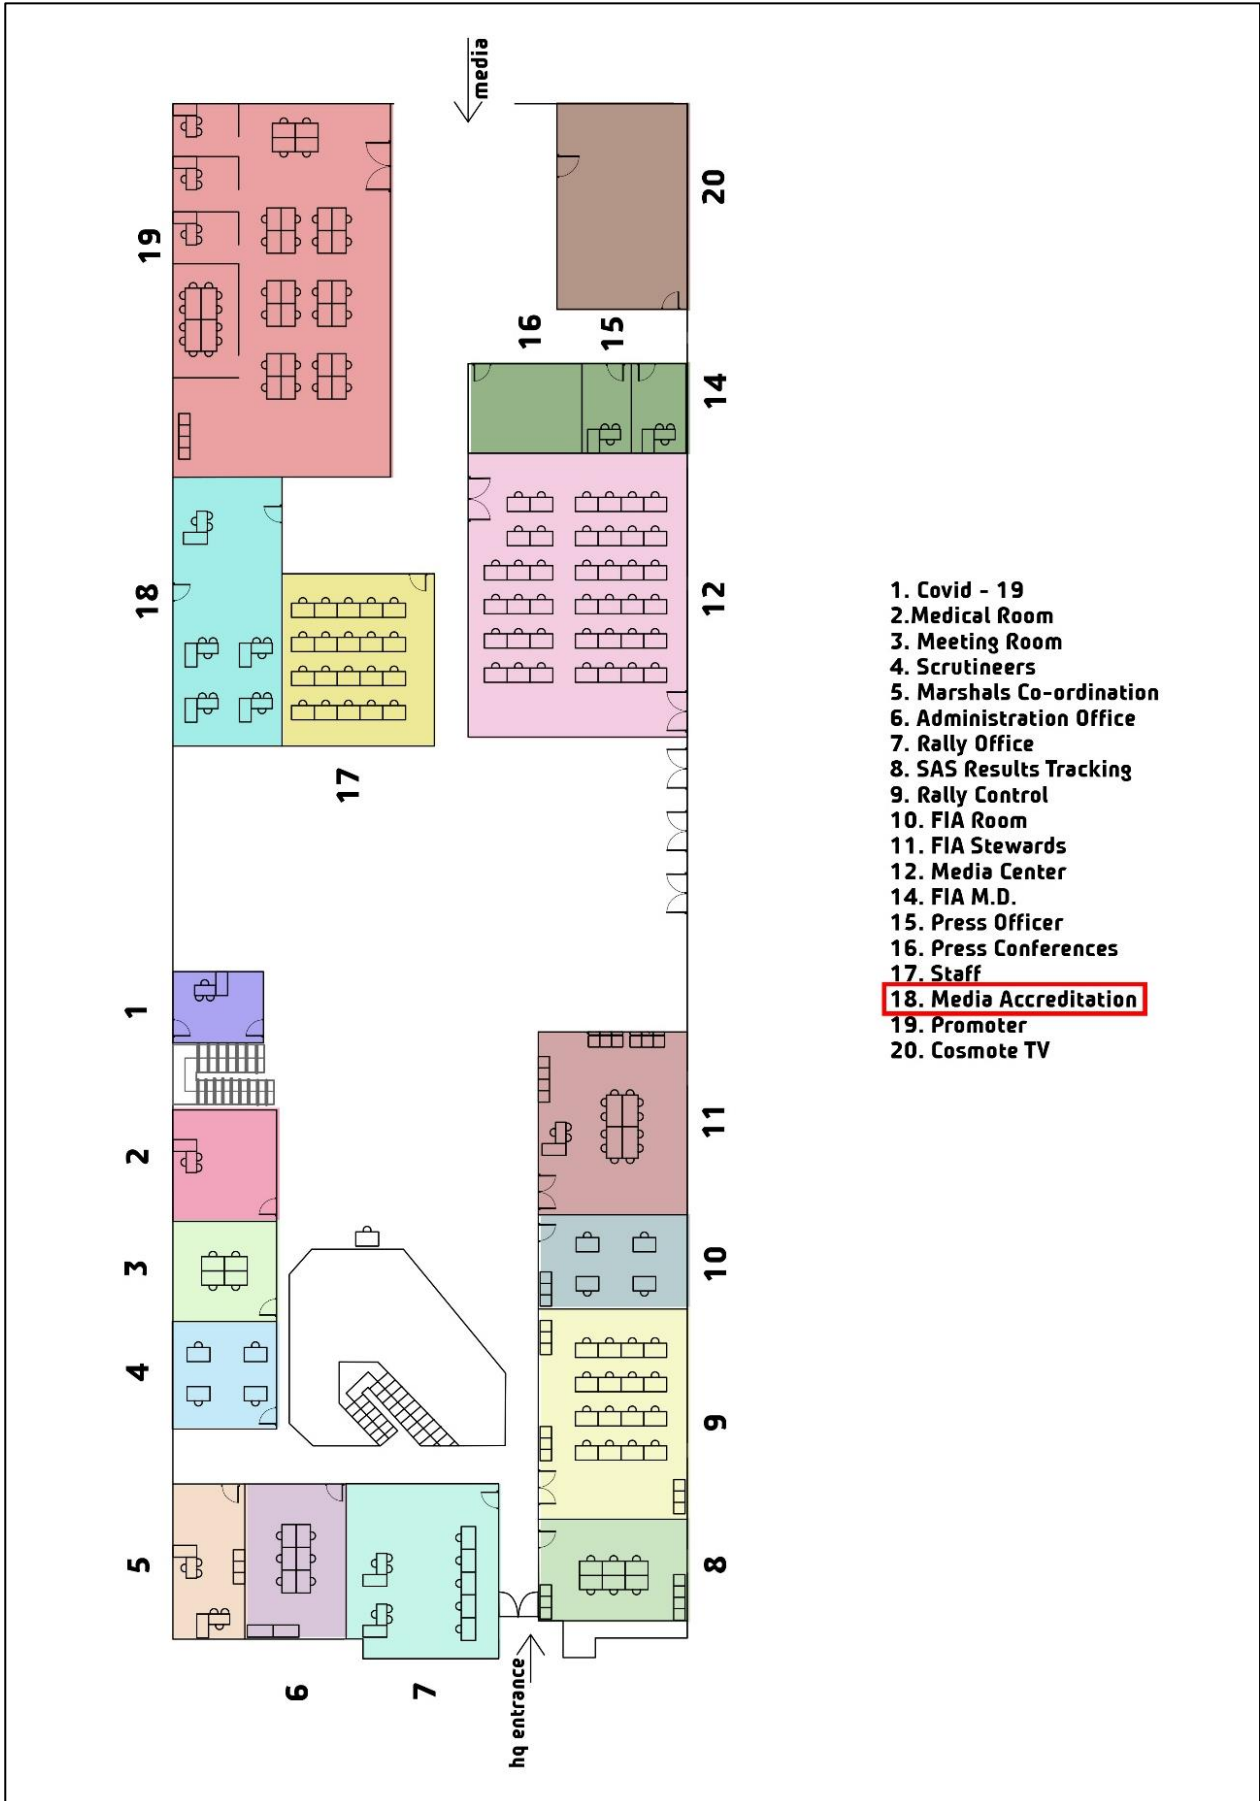 media
19
20
16
15
14
18
12
17
1
2
11
3
10
4
9
5
8
6
7
hq entrance
1. Covid - 19
2.Medical Room
3. Meeting Room
4. Scrutineers
5. Marshals Co-ordination
6. Administration Office
7. Rally Office
8. SAS Results Tracking
9. Rally Control
10. FIA Room
11. FIA Stewards
12. Media Center
14. FIA M.D.
15. Press Officer
16. Press Conferences
17. Staff
18. Media Accreditation
19. Promoter
20. Cosmote TV